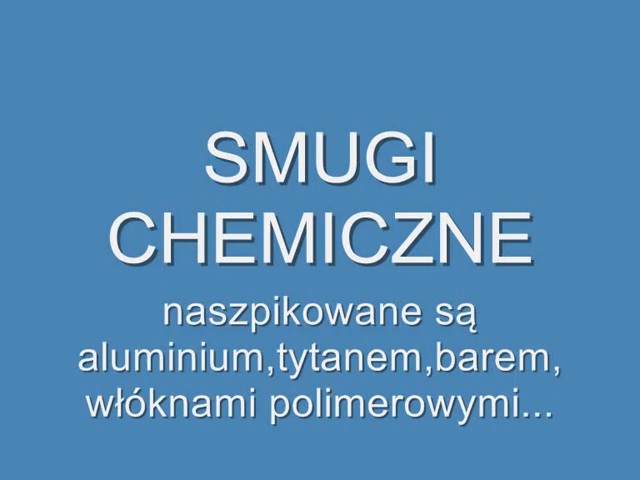 SMUGI
CHEMICZNE
naszpikowane są
aluminium,tytanem,barem,
włóknami polimerowymi...